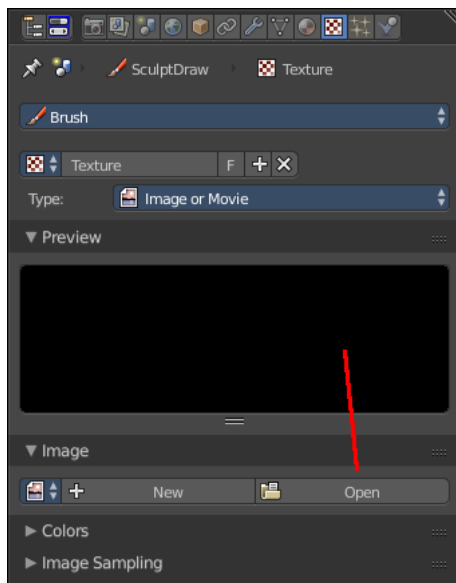 SculptDraw Texture
Brush
Texture F
Type: Image or Movie
Preview
Image
New Open
Colors
Image Sampling